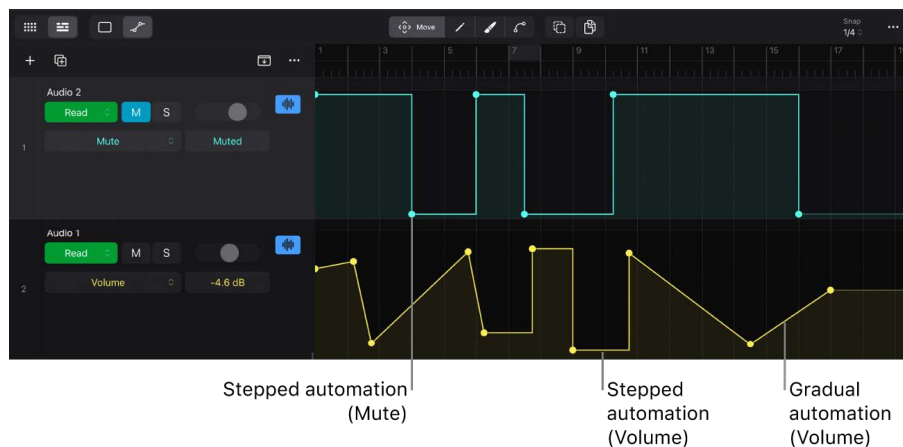 Move
Snap
1/4
1 3 5 7 9 11 13 15 17 19
Audio 2
Read M S
1 Mute Muted
Audio 1
Read M S
2 Volume -4.6 dB
Stepped automation
(Mute)
Stepped
automation
(Volume)
Gradual
automation
(Volume)